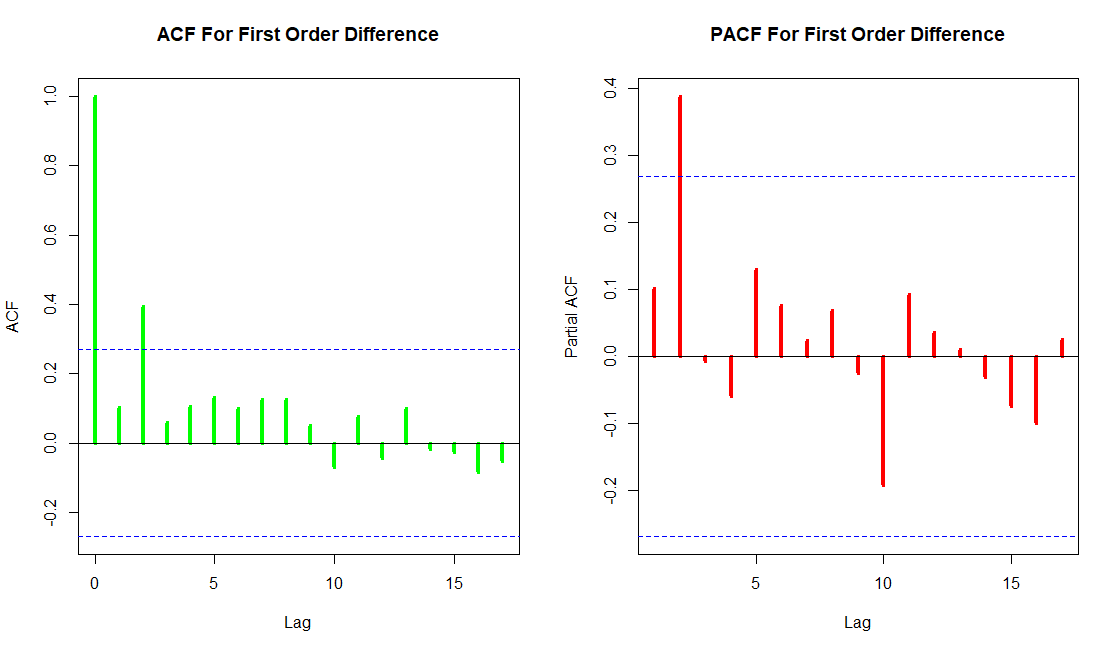 ACF For First Order Difference
ACF
1.0
0.8
0.6
0.4
0.2
0.0
-0.2
0 5 10 15
Lag
PACF For First Order Difference
Partial ACF
0.4
0.3
0.2
0.1
0.0
-0.1
-0.2
5 10 15
Lag